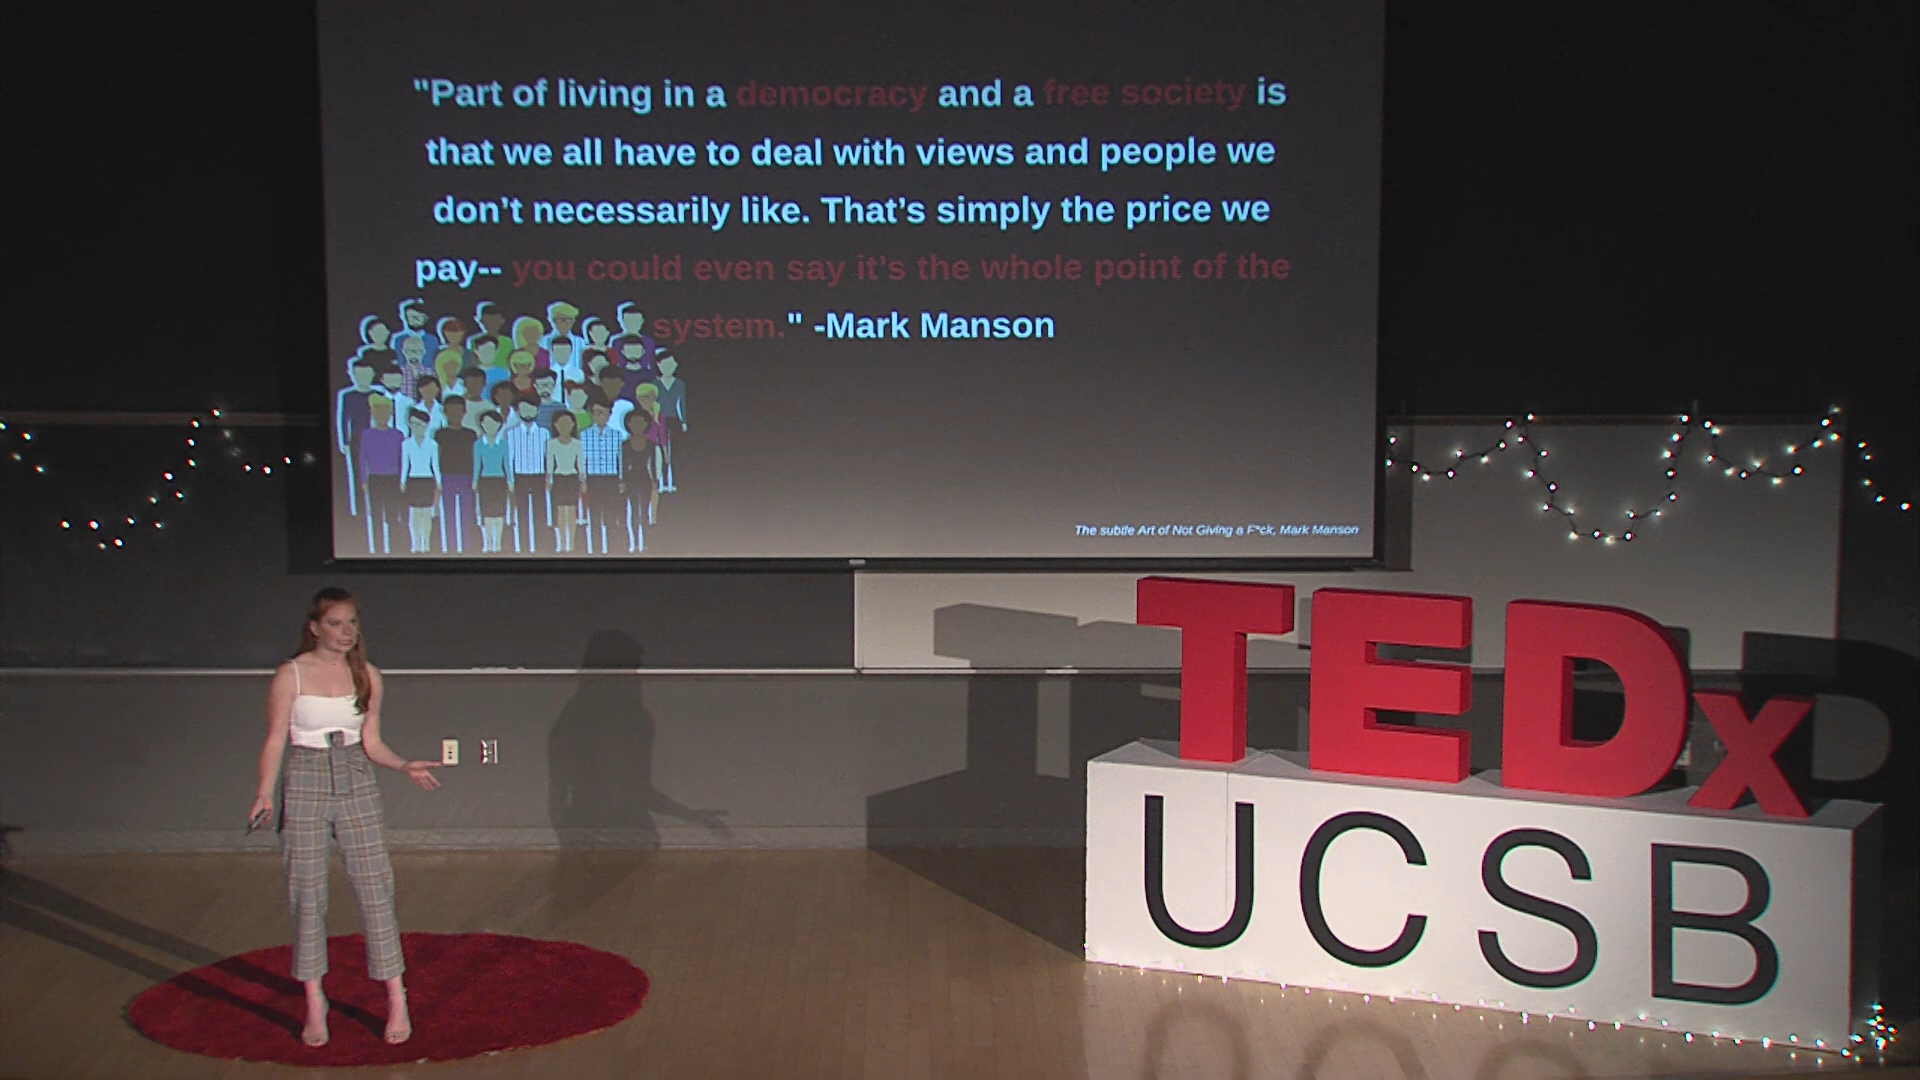 "Part of living in a democracy and a free society is
that we all have to deal with views and people we
don’t necessarily like. That’s simply the price we
pay-- you could even say it’s the whole point of the
system." -Mark Manson
The subtle Art of Not Giving a F*ck, Mark Manson
TEDx
UCSB